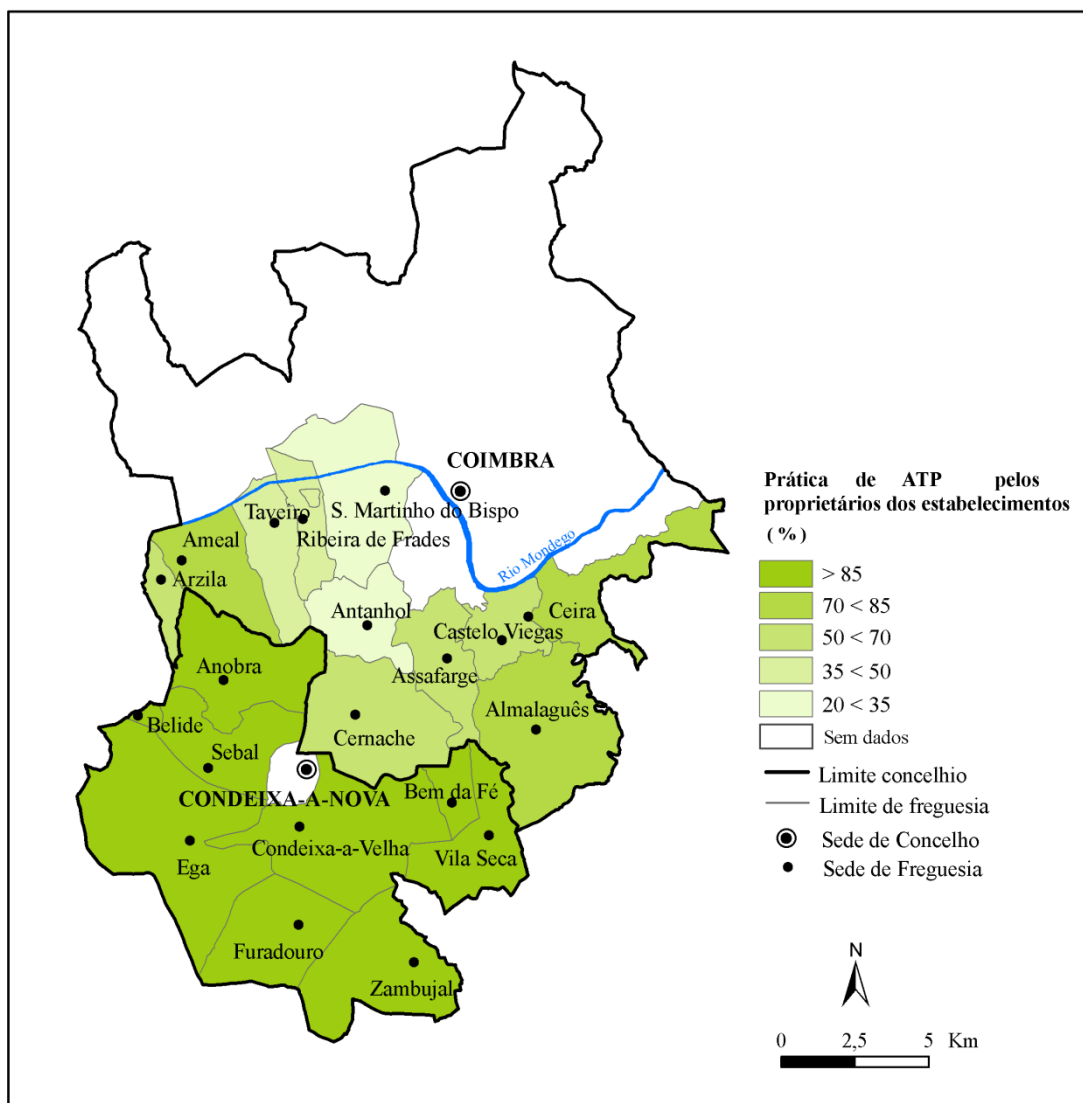 COIMBRA
S. Martinho do Bispo
Taveiro
Ribeira de Frades
Ameal
Rio Mondego
Arzila
Antanhol
Ceira
Castelo Viegas
Assafarge
Anobra
Almalaguês
Belide
Cernache
Sebal
Bem da Fé
CONDEIXA-A-NOVA
Condeixa-a-Velha
Vila Seca
Ega
Furadouro
Zambujal
Prática de ATP pelos
proprietários dos estabelecimentos
(%)
> 85
70 < 85
50 < 70
35 < 50
20 < 35
Sem dados
Limite concelhio
Limite de freguesia
Sede de Concelho
Sede de Freguesia
N
0 2,5 5 Km